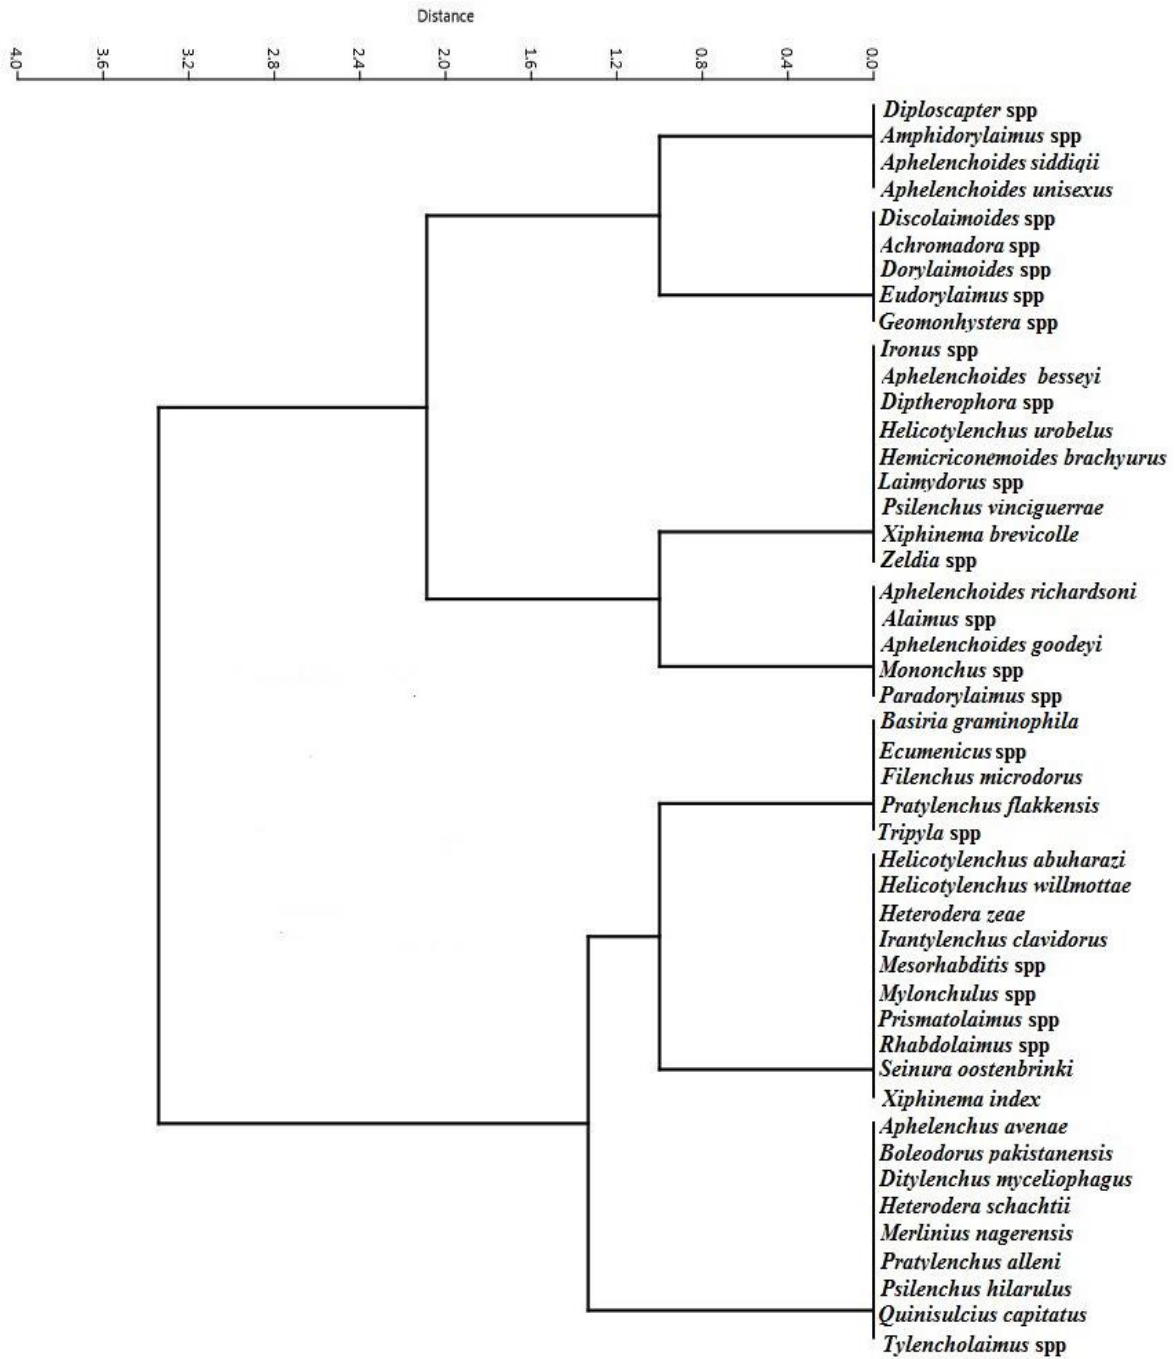 Distance
4.0 3.6 3.2 2.8 2.4 2.0 1.6 1.2 0.8 0.4 0.0
Diploscapter spp
Amphidorylaimus spp
Aphelenchoides siddiqii
Aphelenchoides unisexus
Discolaimoides spp
Achromadora spp
Dorylaimoides spp
Eudorylaimus spp
Geomonhystera spp
Ironus spp
Aphelenchoides besseyi
Diptherophora spp
Helicotylenchus urobelus
Hemicriconemoides brachyurus
Laimydorus spp
Psilenchus vinciguerrae
Xiphinema brevicolle
Zeldia spp
Aphelenchoides richardsoni
Alaimus spp
Aphelenchoides goodeyi
Mononchus spp
Paradorylaimus spp
Basiria graminophila
Ecumenicus spp
Filenchus microdorus
Pratylenchus flakkensis
Tripyla spp
Helicotylenchus abuharazi
Helicotylenchus willmottae
Heterodera zeae
Irantylenchus clavidorus
Mesorhabditis spp
Mylonchulus spp
Prismatolaimus spp
Rhabdolaimus spp
Seinura oostenbrinki
Xiphinema index
Aphelenchus avenae
Boleodorus pakistanensis
Ditylenchus myceliophagus
Heterodera schachtii
Merlinius nagerensis
Pratylenchus alleni
Psilenchus hilarulus
Quinisulcius capitatus
Tylencholaimus spp